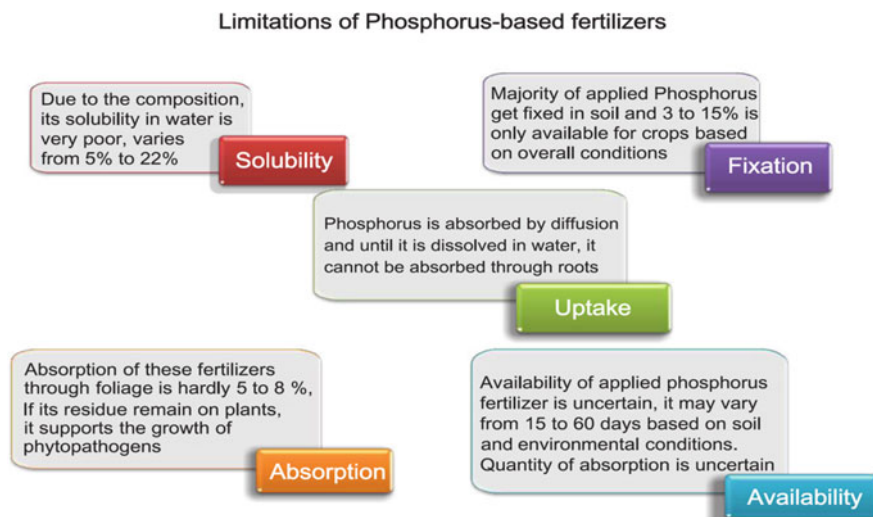 Limitations of Phosphorus-based fertilizers
Due to the composition,
its solubility in water is
very poor, varies
from 5% to 22%
Solubility
Majority of applied Phosphorus
get fixed in soil and 3 to 15% is
only available for crops based
on overall conditions
Fixation
Phosphorus is absorbed by diffusion
and until it is dissolved in water, it
cannot be absorbed through roots
Uptake
Absorption of these fertilizers
through foliage is hardly 5 to 8 %,
If its residue remain on plants,
it supports the growth of
phytopathogens
Absorption
Availability of applied phosphorus
fertilizer is uncertain, it may vary
from 15 to 60 days based on soil
and environmental conditions.
Quantity of absorption is uncertain
Availability